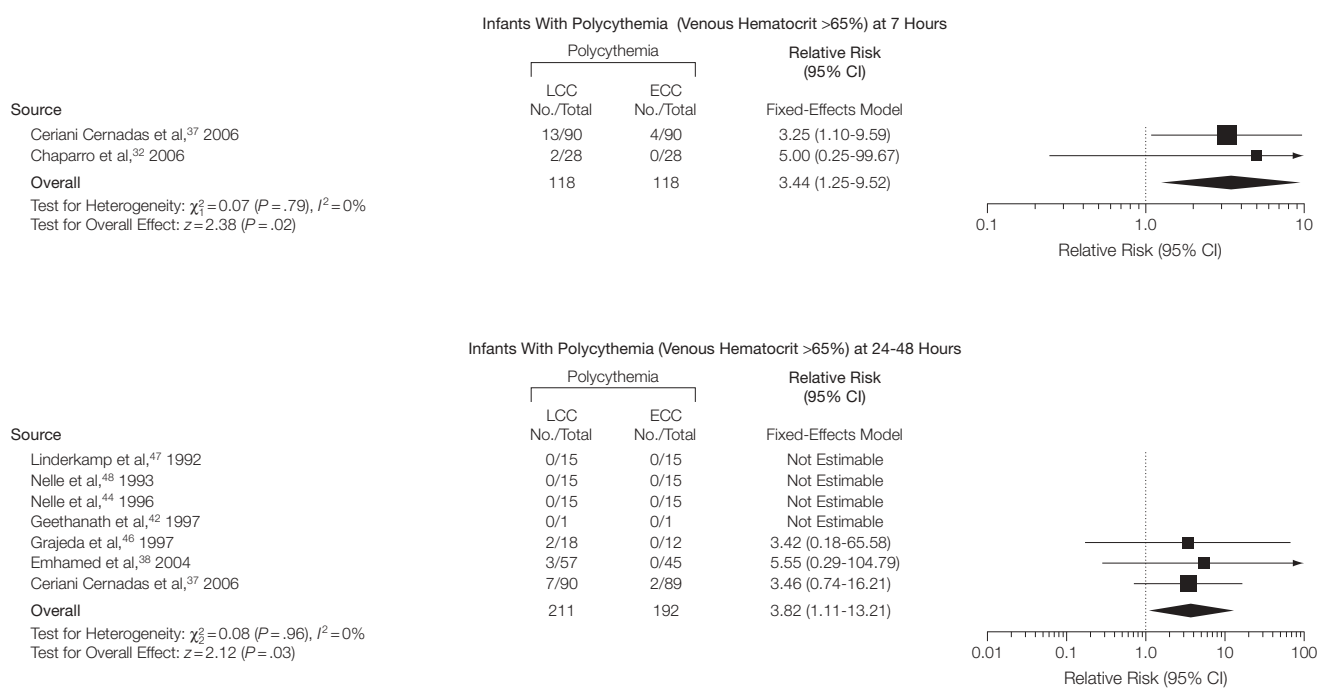 Infants With Polycythemia (Venous Hematocrit >65%) at 7 Hours
Polycythemia
Relative Risk
(95% CI)
LCC
No./Total
ECC
No./Total
Source
Fixed-Effects Model
Ceriani Cernadas et al,37 2006 13/90 4/90 3.25 (1.10-9.59)
Chaparro et al,32 2006 2/28 0/28 5.00 (0.25-99.67)
Overall 118 118 3.44 (1.25-9.52)
Test for Heterogeneity: χ²₁=0.07 (P=.79), I²=0%
Test for Overall Effect: z=2.38 (P=.02)
0.1 1.0 10
Relative Risk (95% CI)
Infants With Polycythemia (Venous Hematocrit >65%) at 24-48 Hours
Polycythemia
Relative Risk
(95% CI)
LCC
No./Total
ECC
No./Total
Source
Fixed-Effects Model
Linderkamp et al,47 1992 0/15 0/15 Not Estimable
Nelle et al,48 1993 0/15 0/15 Not Estimable
Nelle et al,44 1996 0/15 0/15 Not Estimable
Geethanath et al,42 1997 0/1 0/1 Not Estimable
Grajeda et al,46 1997 2/18 0/12 3.42 (0.18-65.58)
Emhamed et al,38 2004 3/57 0/45 5.55 (0.29-104.79)
Ceriani Cernadas et al,37 2006 7/90 2/89 3.46 (0.74-16.21)
Overall 211 192 3.82 (1.11-13.21)
Test for Heterogeneity: χ²₂=0.08 (P=.96), I²=0%
Test for Overall Effect: z=2.12 (P=.03)
0.01 0.1 1.0 10 100
Relative Risk (95% CI)